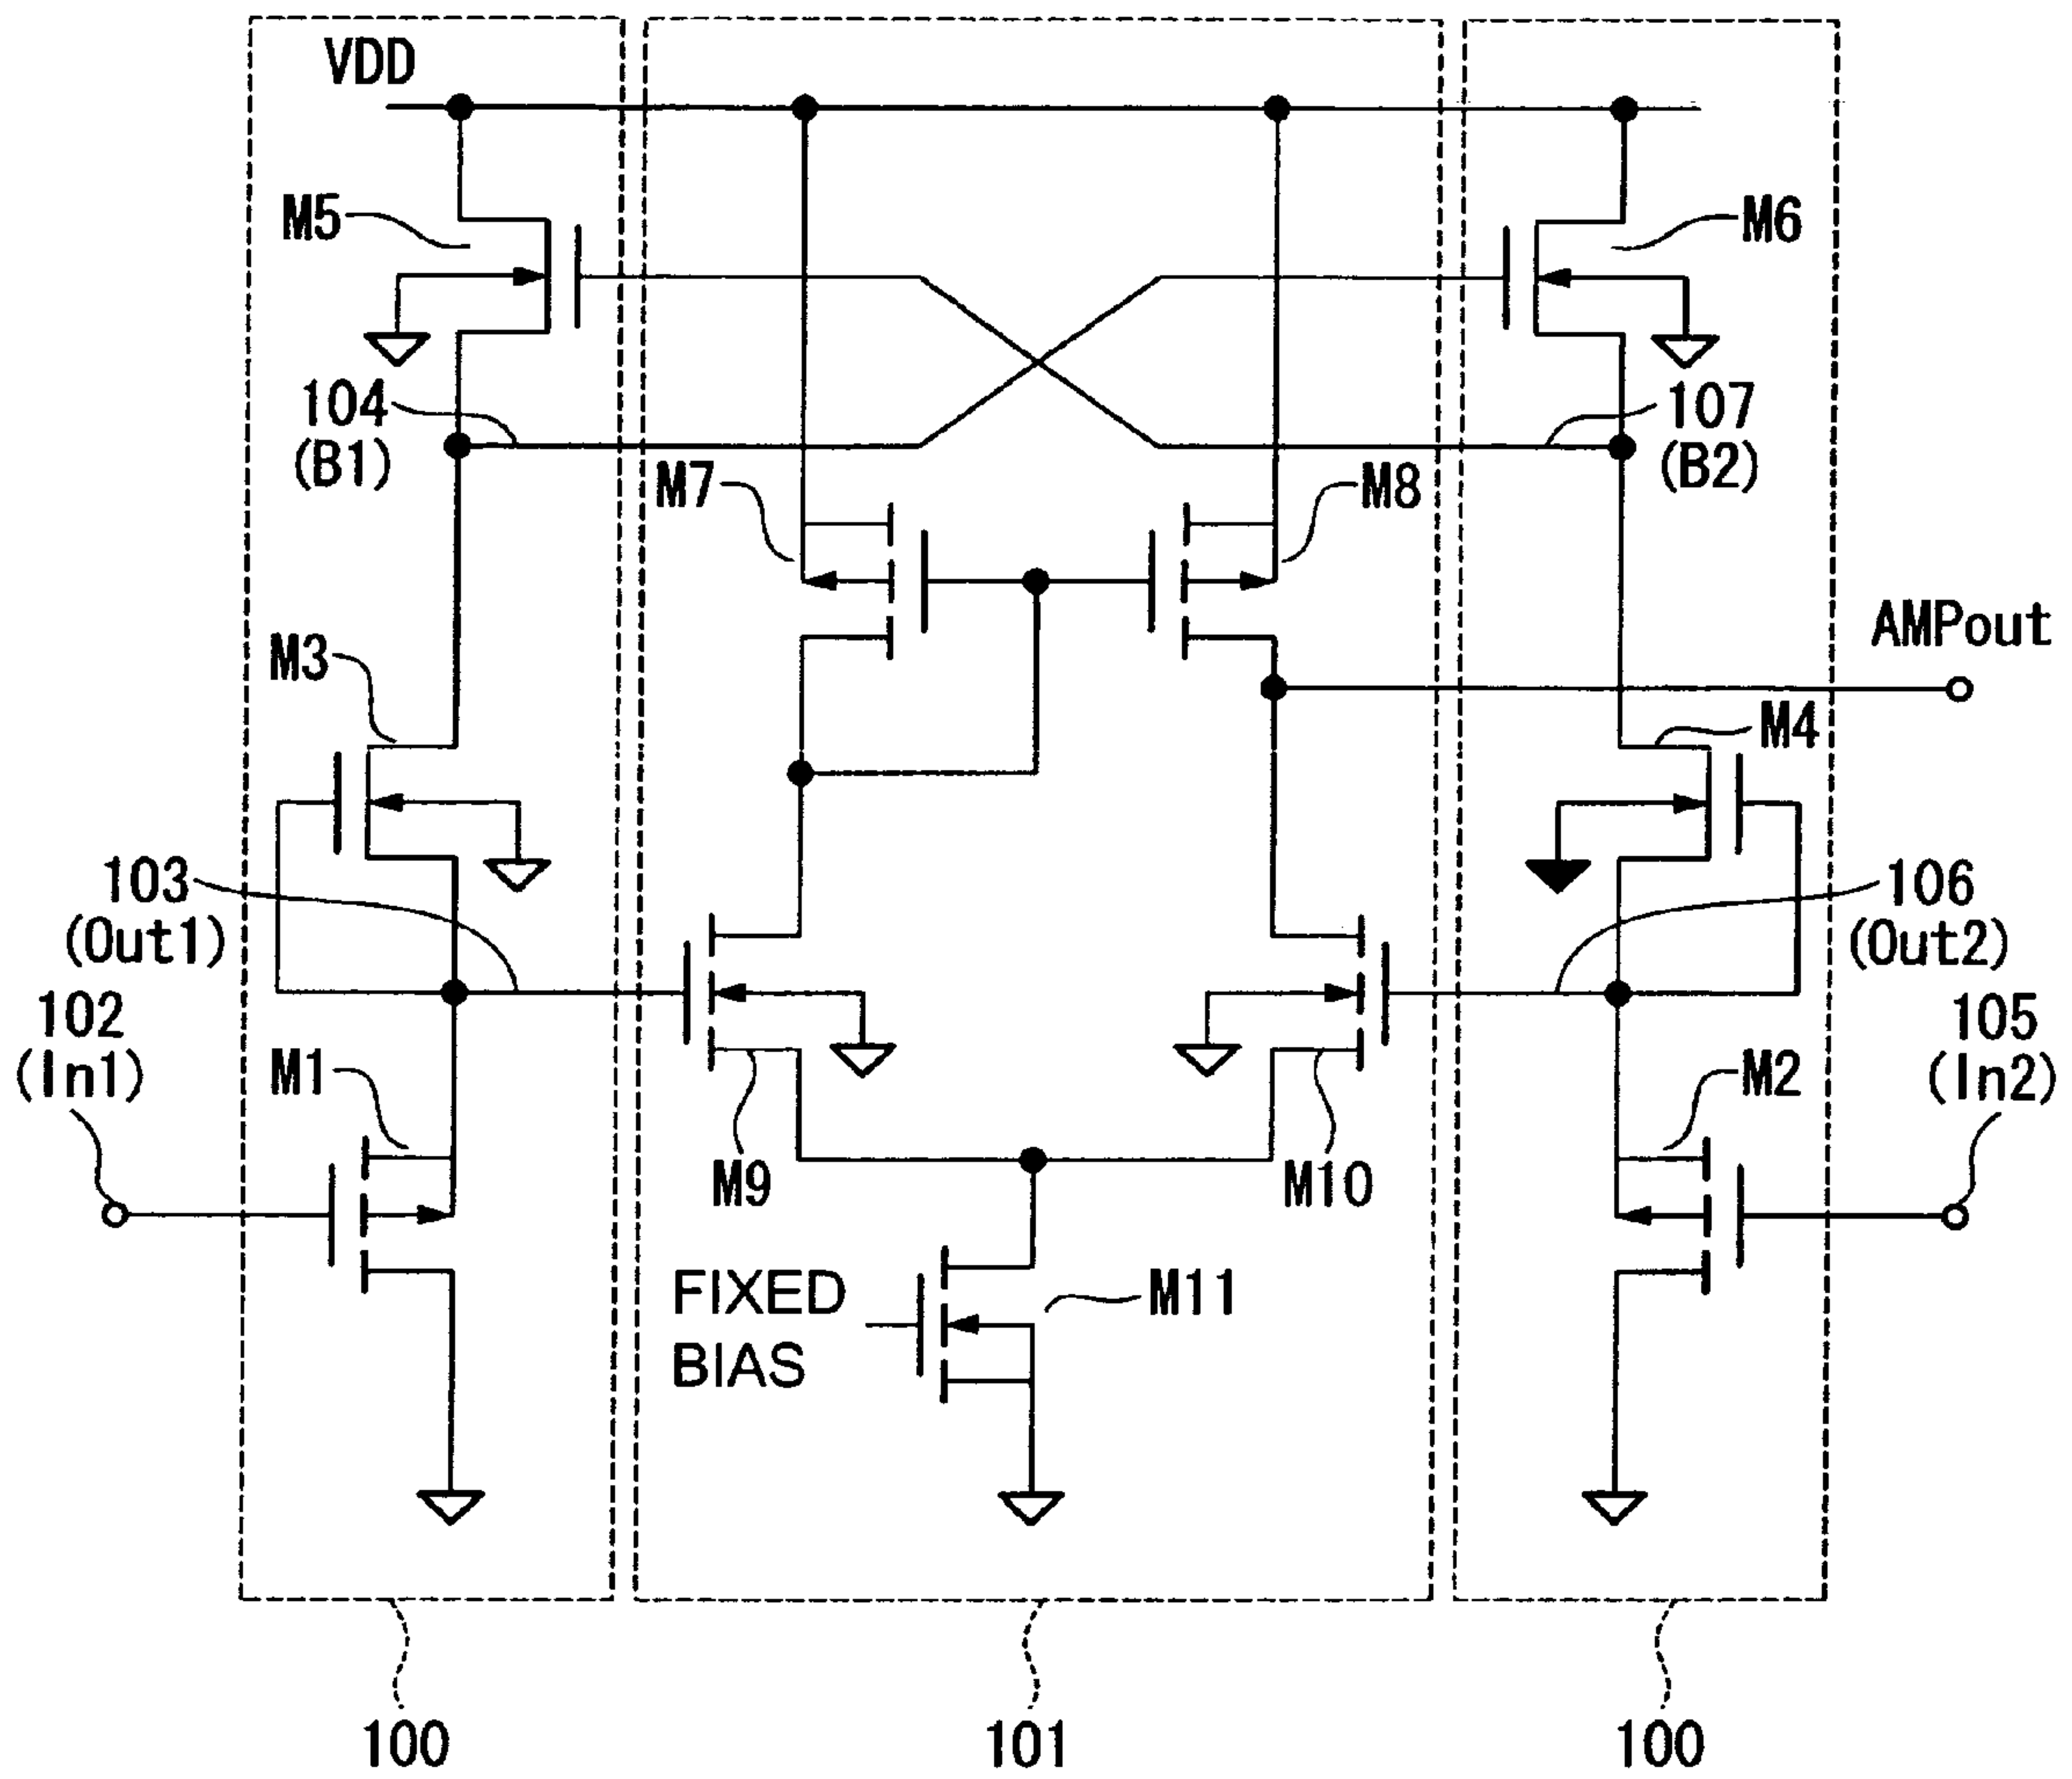 VDD
M5
M6
104
(B1)
107
(B2)
M7
M8
AMPout
M3
M4
103
(Out1)
106
(Out2)
102
(In1)
105
(In2)
M1
M2
M9
M10
FIXED
BIAS
M11
100
101
100